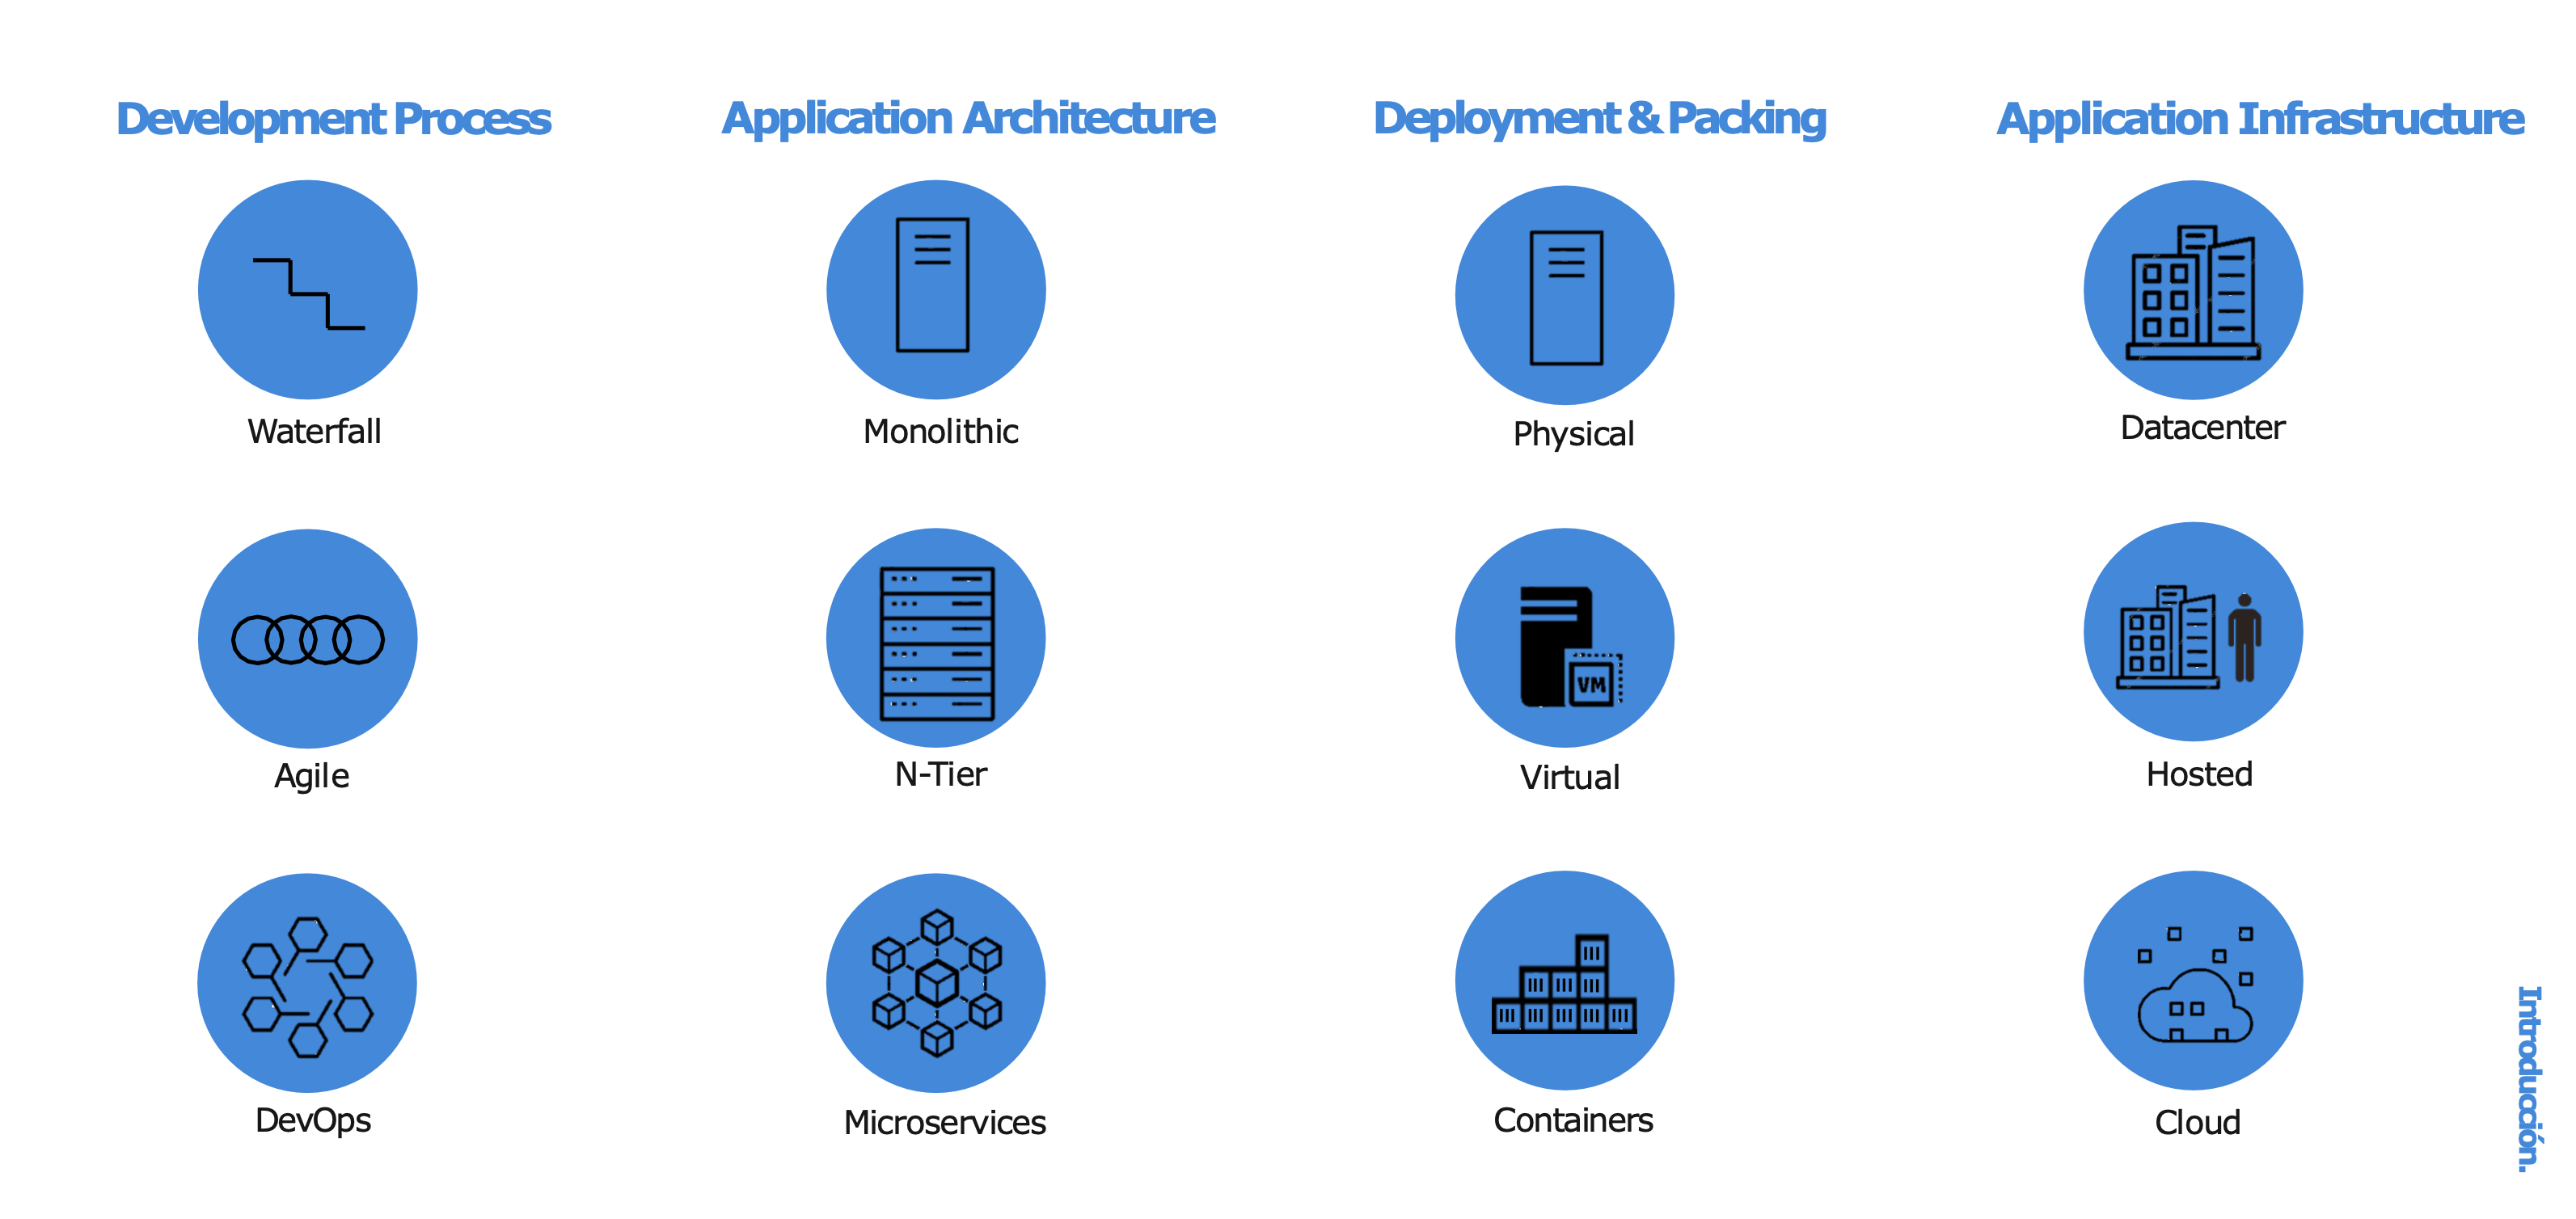 Development Process
Application Architecture
Deployment & Packing
Application Infrastructure
Waterfall
Monolithic
Physical
Datacenter
VM
Agile
N-Tier
Virtual
Hosted
DevOps
Microservices
Containers
Cloud
Introducción.